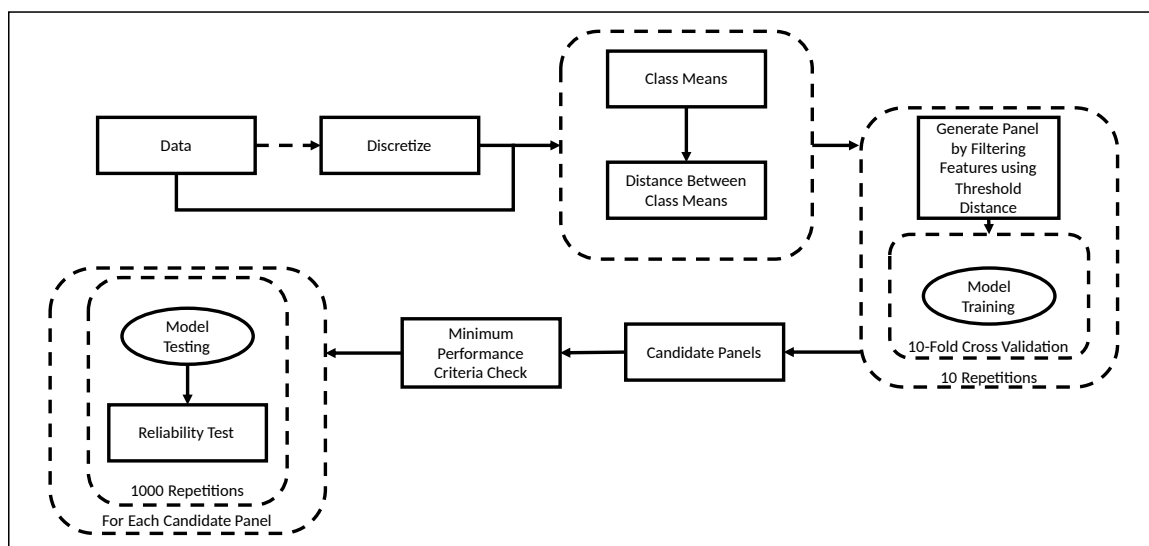 Data
Discretize
Class Means
Distance Between
Class Means
Generate Panel
by Filtering
Features using
Threshold
Distance
Model
Training
10-Fold Cross Validation
10 Repetitions
Candidate Panels
Minimum
Performance
Criteria Check
Model
Testing
Reliability Test
1000 Repetitions
For Each Candidate Panel